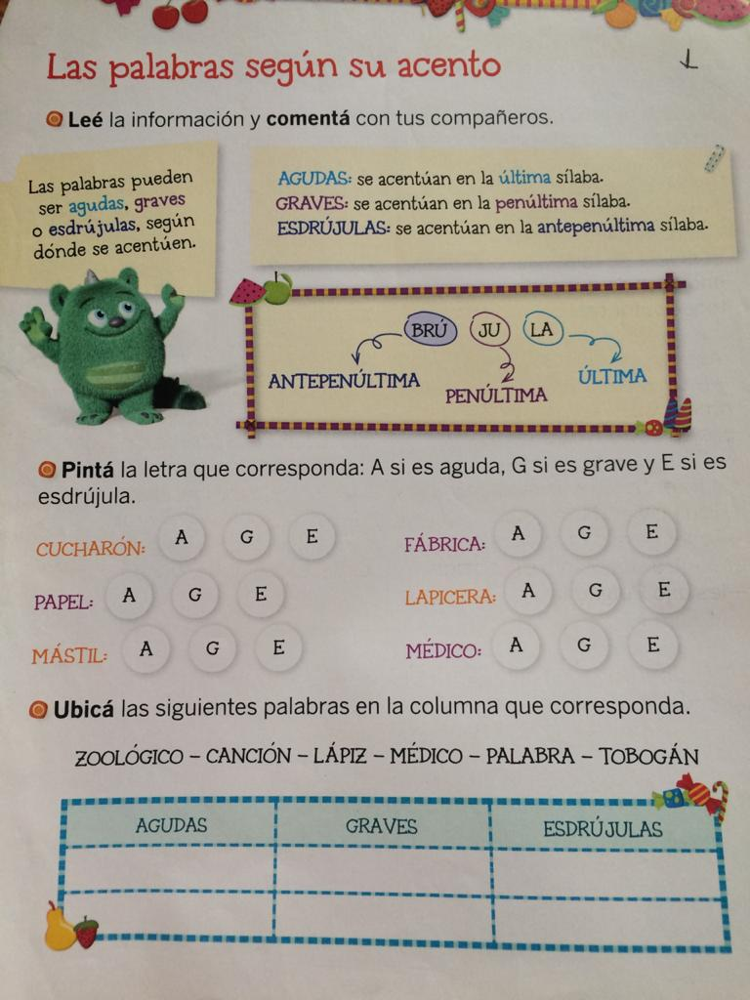 Las palabras según su acento
Leé la información y comentá con tus compañeros.
Las palabras pueden
ser agudas, graves
o esdrújulas, según
dónde se acentúen.
AGUDAS: se acentúan en la última sílaba.
GRAVES: se acentúan en la penúltima sílaba.
ESDRÚJULAS: se acentúan en la antepenúltima sílaba.
BRÚ JU LA
ANTEPENÚLTIMA
PENÚLTIMA
ÚLTIMA
Pintá la letra que corresponda: A si es aguda, G si es grave y E si es
esdrújula.
CUCHARÓN: A G E
FÁBRICA: A G E
PAPEL: A G E
LAPICERA: A G E
MÁSTIL: A G E
MÉDICO: A G E
Ubicá las siguientes palabras en la columna que corresponda.
ZOOLÓGICO – CANCIÓN – LÁPIZ – MÉDICO – PALABRA – TOBOGÁN
AGUDAS GRAVES ESDRÚJULAS